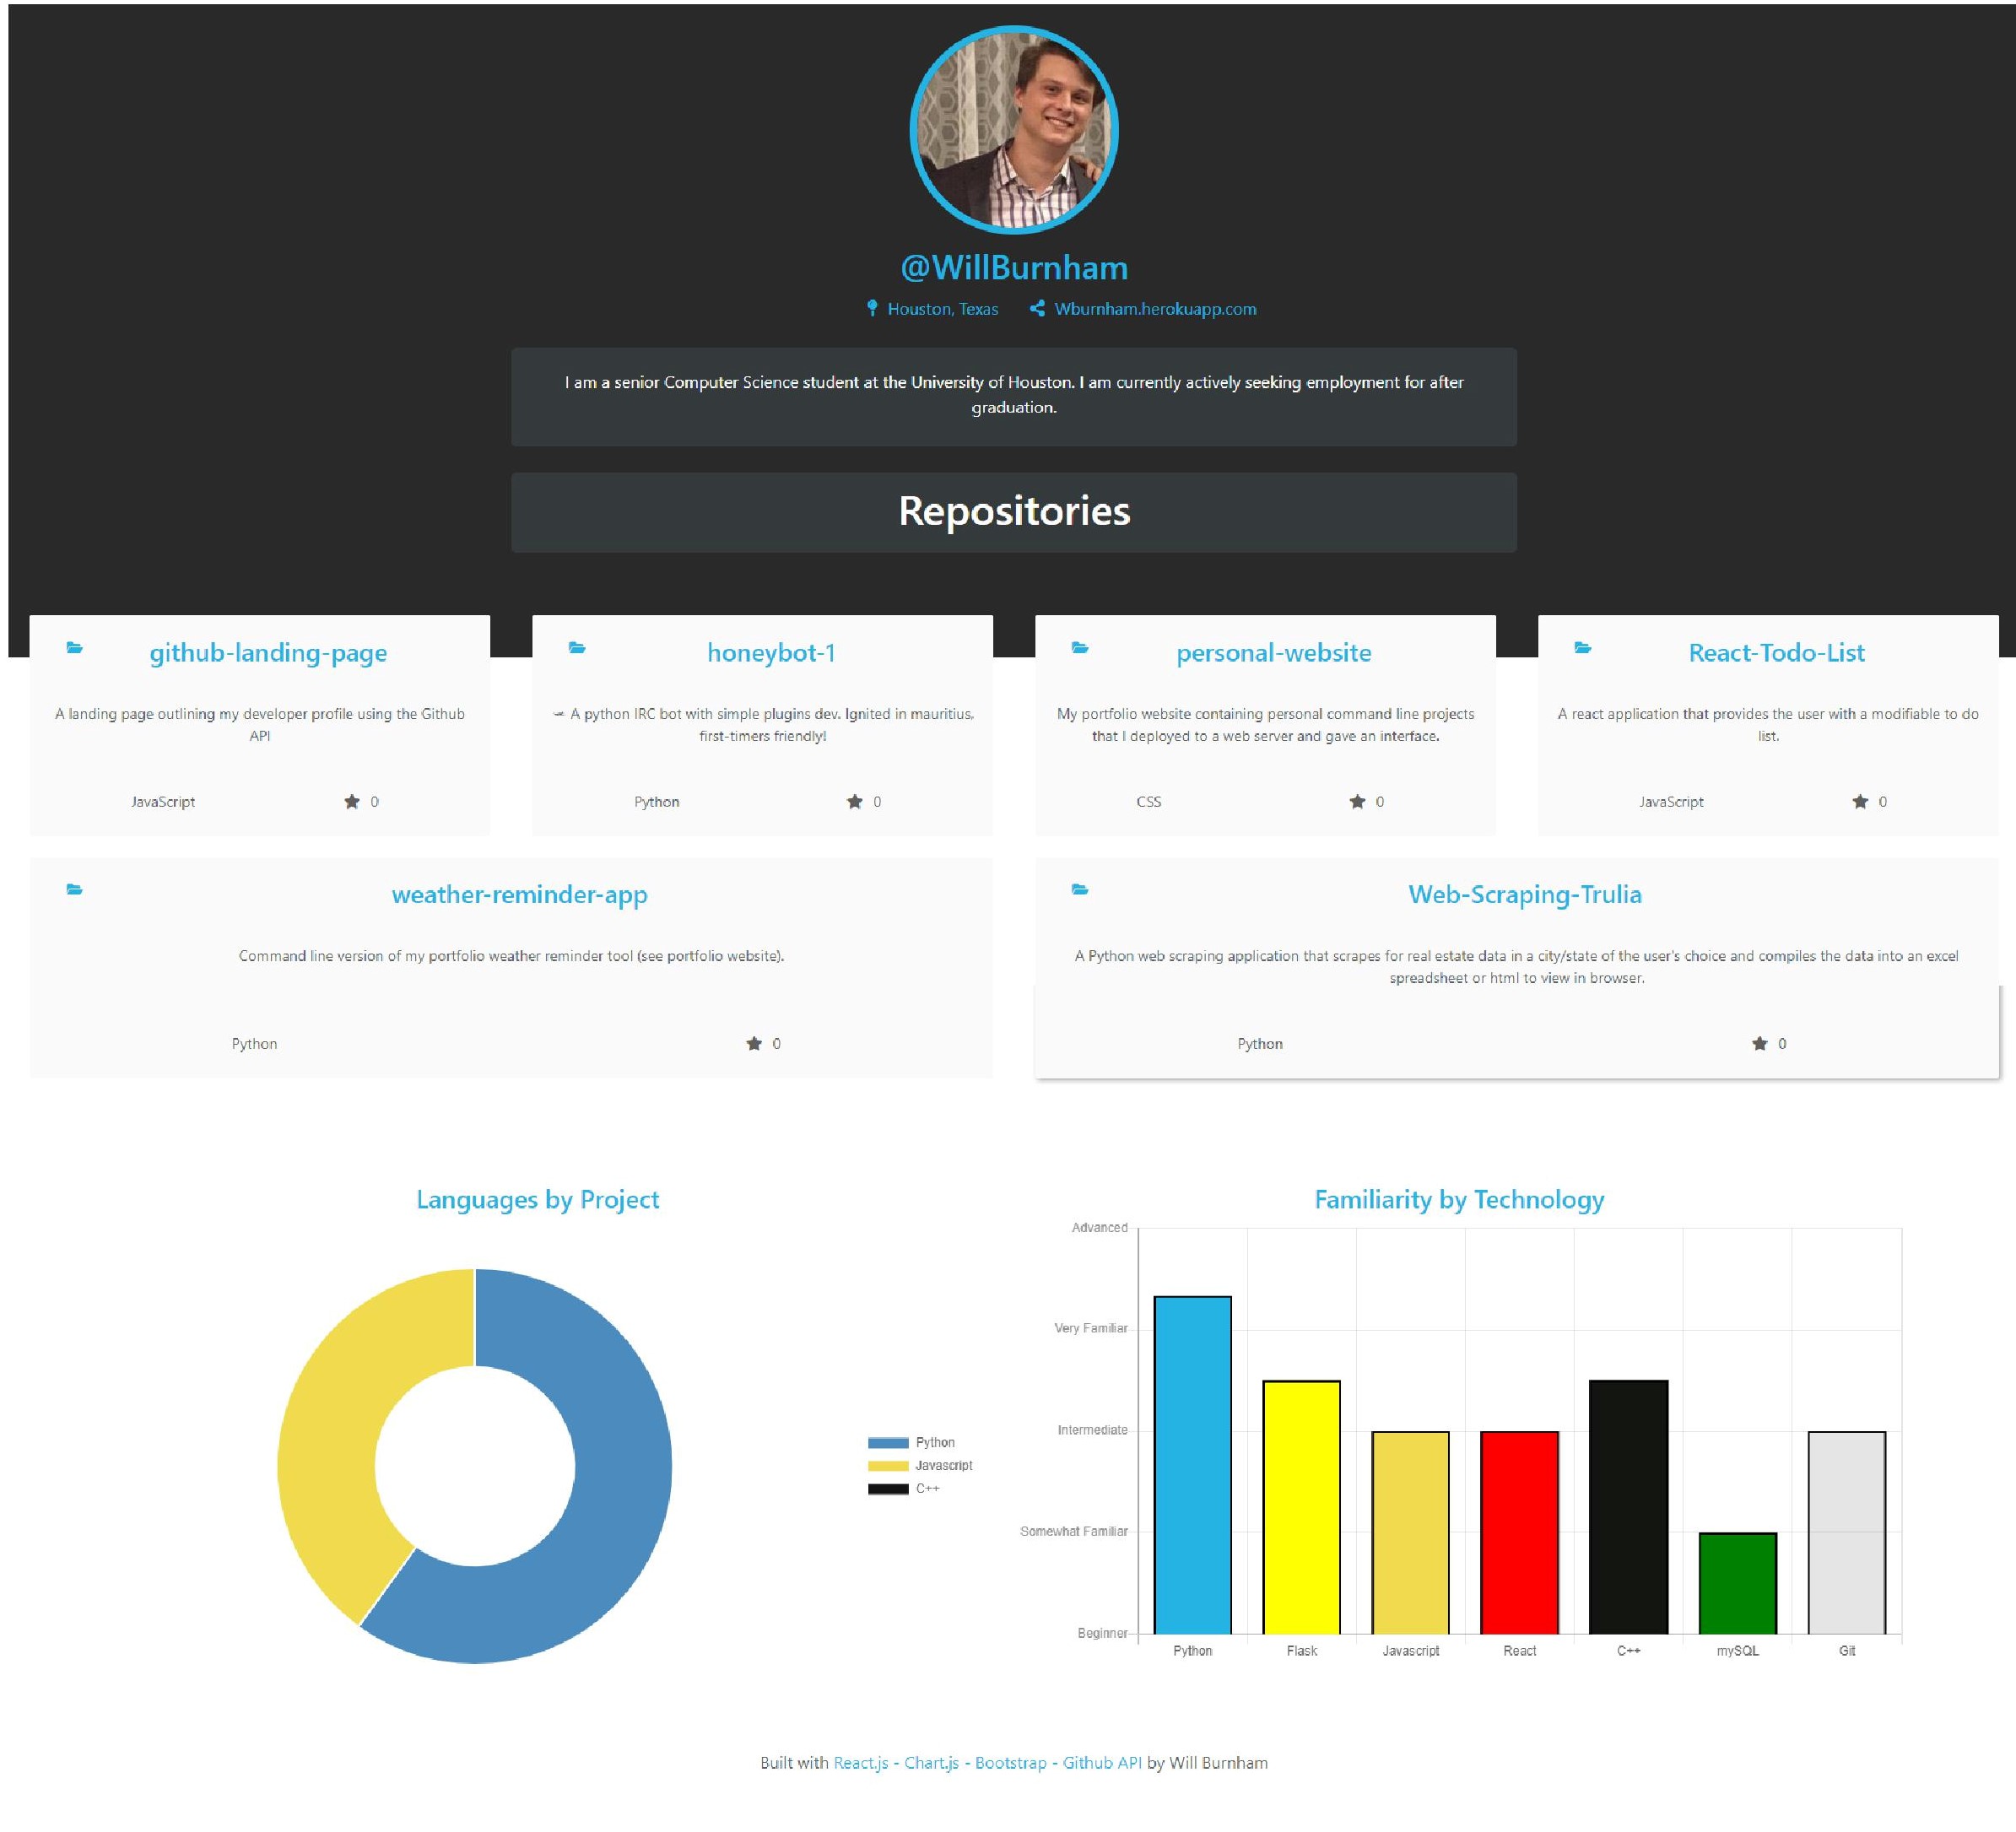 @WillBurnham
Houston, Texas Wburnham.herokuapp.com
I am a senior Computer Science student at the University of Houston. I am currently actively seeking employment for after
graduation.
Repositories
github-landing-page
A landing page outlining my developer profile using the Github
API
JavaScript 0
honeybot-1
A python IRC bot with simple plugins dev. Ignited in mauritius,
first-timers friendly!
Python 0
personal-website
My portfolio website containing personal command line projects
that I deployed to a web server and gave an interface.
CSS 0
React-Todo-List
A react application that provides the user with a modifiable to do
list.
JavaScript 0
weather-reminder-app
Command line version of my portfolio weather reminder tool (see portfolio website).
Python 0
Web-Scraping-Trulia
A Python web scraping application that scrapes for real estate data in a city/state of the user's choice and compiles the data into an excel
spreadsheet or html to view in browser.
Python 0
Languages by Project
Python
Javascript
C++
Familiarity by Technology
Advanced
Very Familiar
Intermediate
Somewhat Familiar
Beginner
Python Flask Javascript React C++ mySQL Git
Built with React.js - Chart.js - Bootstrap - Github API by Will Burnham